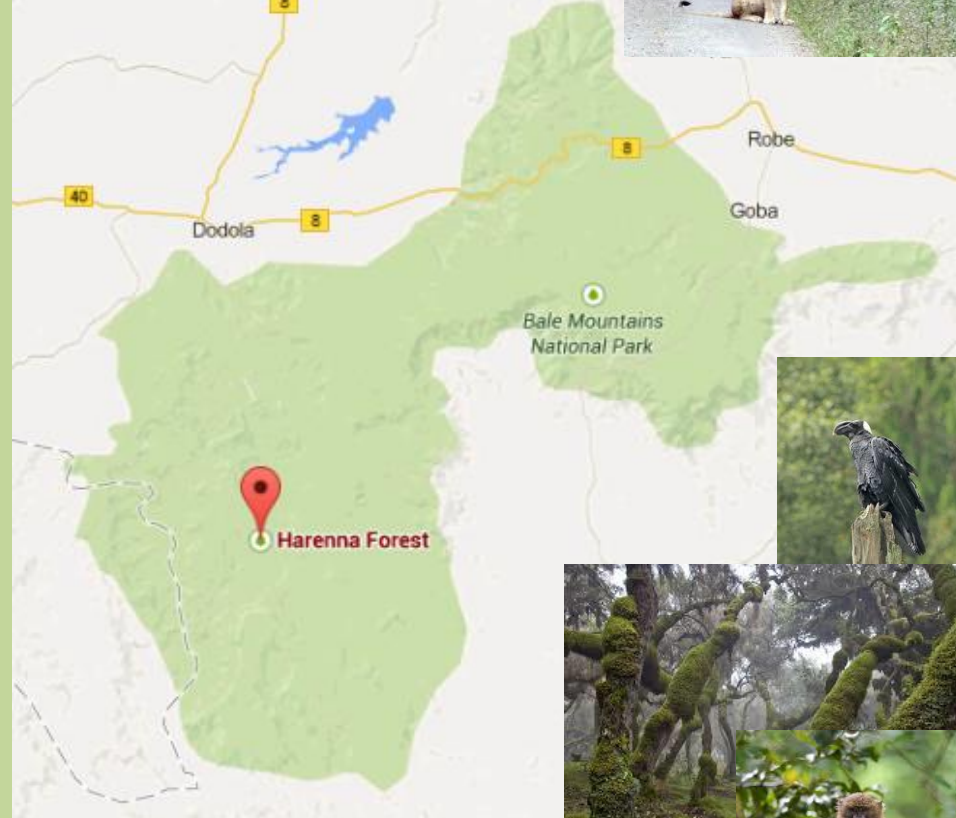 8
8
Robe
40
Goba
8
Dodola
Bale Mountains
National Park
Harenna Forest